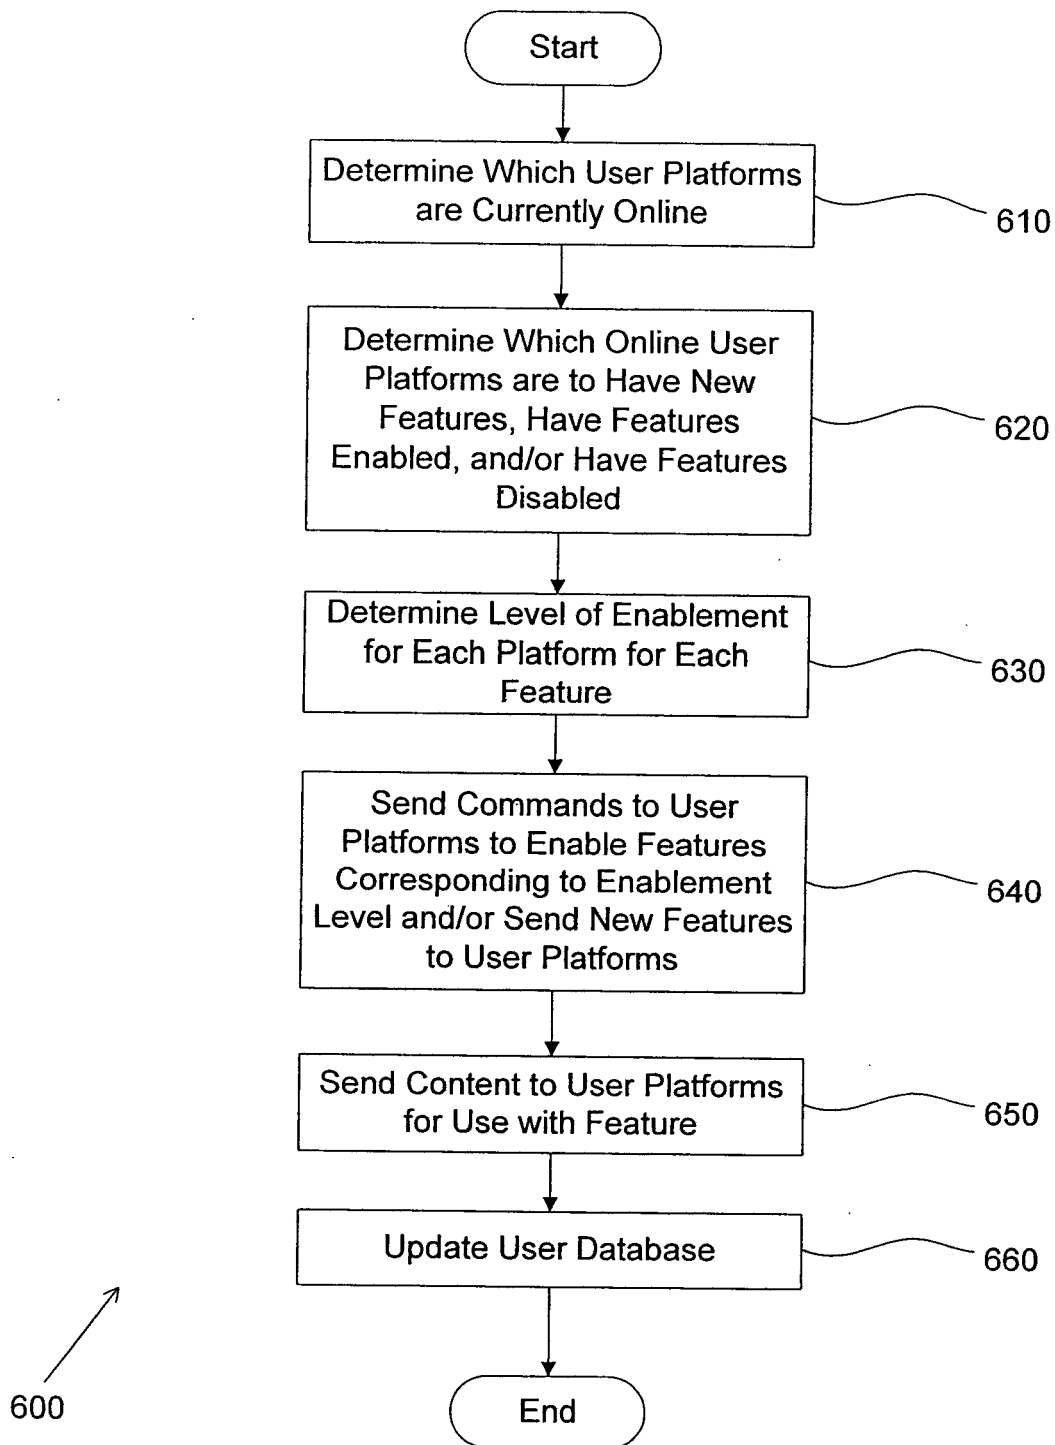 Start
Determine Which User Platforms
are Currently Online
610
Determine Which Online User
Platforms are to Have New
Features, Have Features
Enabled, and/or Have Features
Disabled
620
Determine Level of Enablement
for Each Platform for Each
Feature
630
Send Commands to User
Platforms to Enable Features
Corresponding to Enablement
Level and/or Send New Features
to User Platforms
640
Send Content to User Platforms
for Use with Feature
650
Update User Database
660
600
End